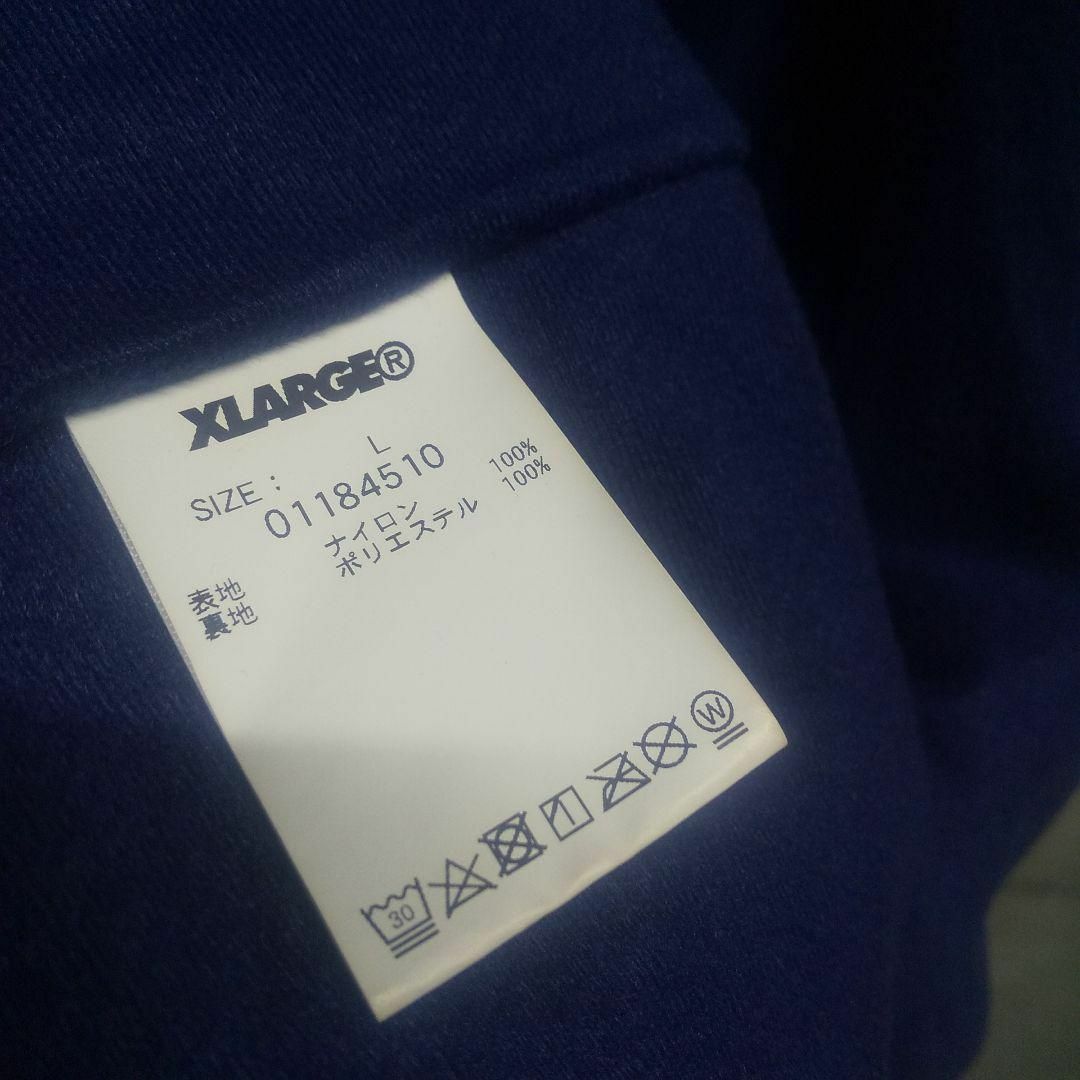 XLARGE®
SIZE : L
01184510
表地 ナイロン 100%
裏地 ポリエステル 100%
30 W